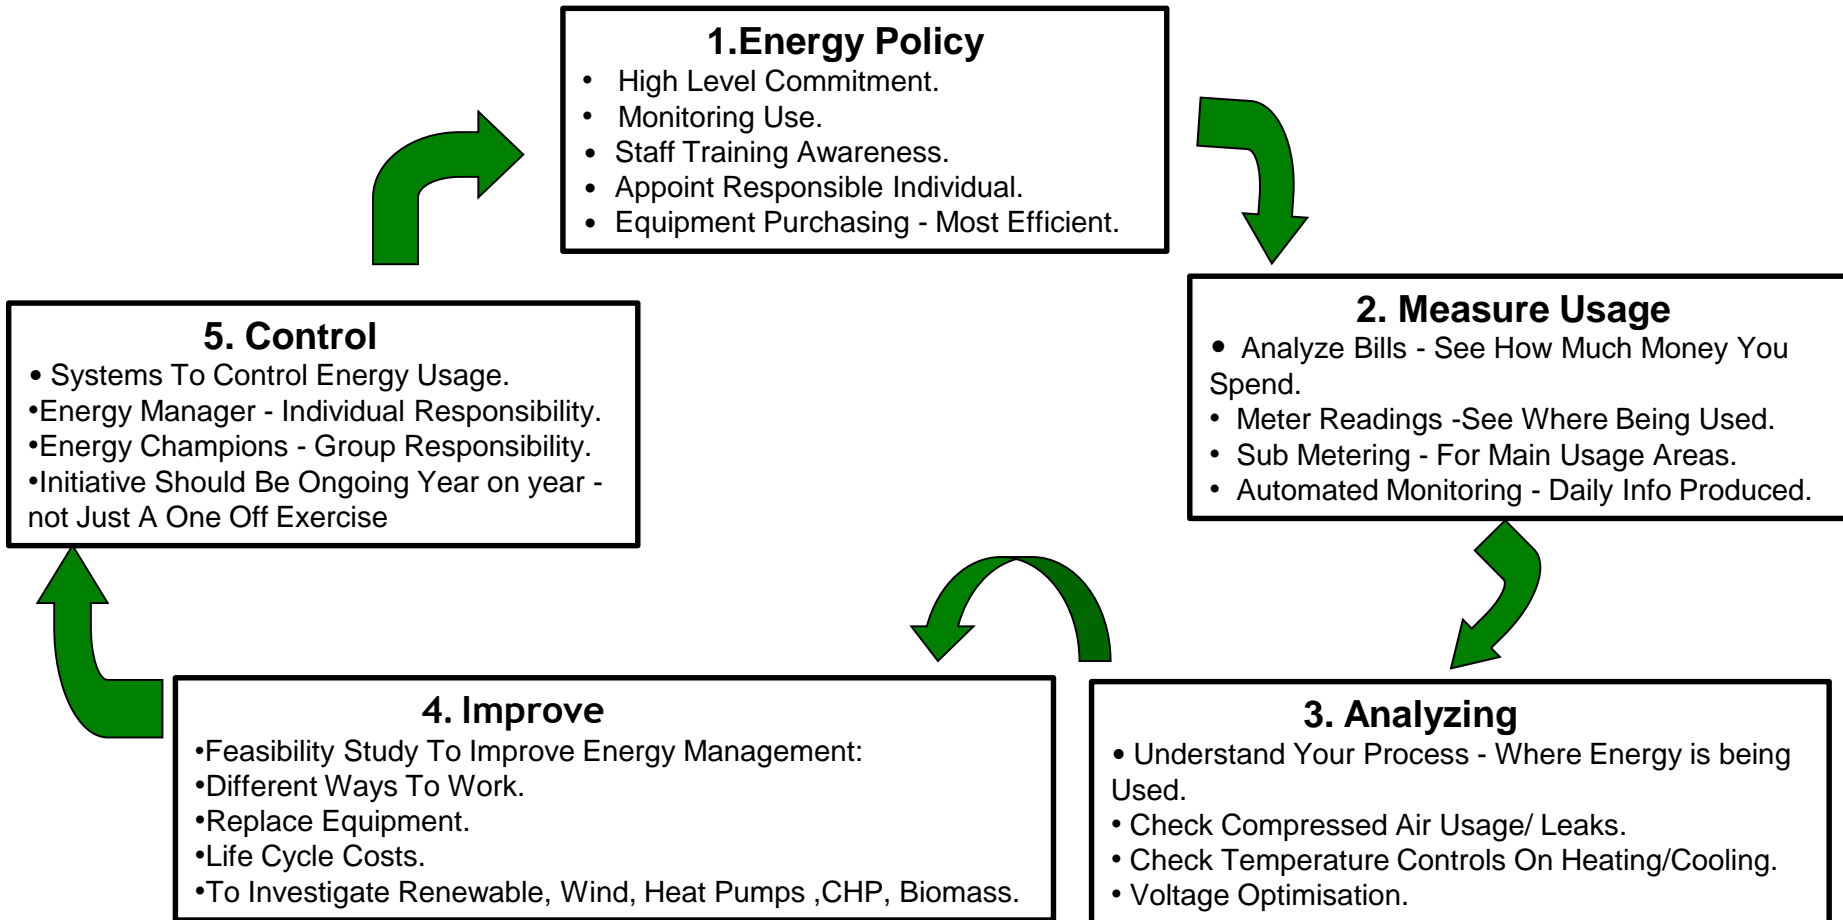 1.Energy Policy
• High Level Commitment.
• Monitoring Use.
• Staff Training Awareness.
• Appoint Responsible Individual.
• Equipment Purchasing - Most Efficient.
2. Measure Usage
• Analyze Bills - See How Much Money You
Spend.
• Meter Readings -See Where Being Used.
• Sub Metering - For Main Usage Areas.
• Automated Monitoring - Daily Info Produced.
3. Analyzing
• Understand Your Process - Where Energy is being
Used.
• Check Compressed Air Usage/ Leaks.
• Check Temperature Controls On Heating/Cooling.
• Voltage Optimisation.
4. Improve
•Feasibility Study To Improve Energy Management:
•Different Ways To Work.
•Replace Equipment.
•Life Cycle Costs.
•To Investigate Renewable, Wind, Heat Pumps ,CHP, Biomass.
5. Control
• Systems To Control Energy Usage.
•Energy Manager - Individual Responsibility.
•Energy Champions - Group Responsibility.
•Initiative Should Be Ongoing Year on year -
not Just A One Off Exercise